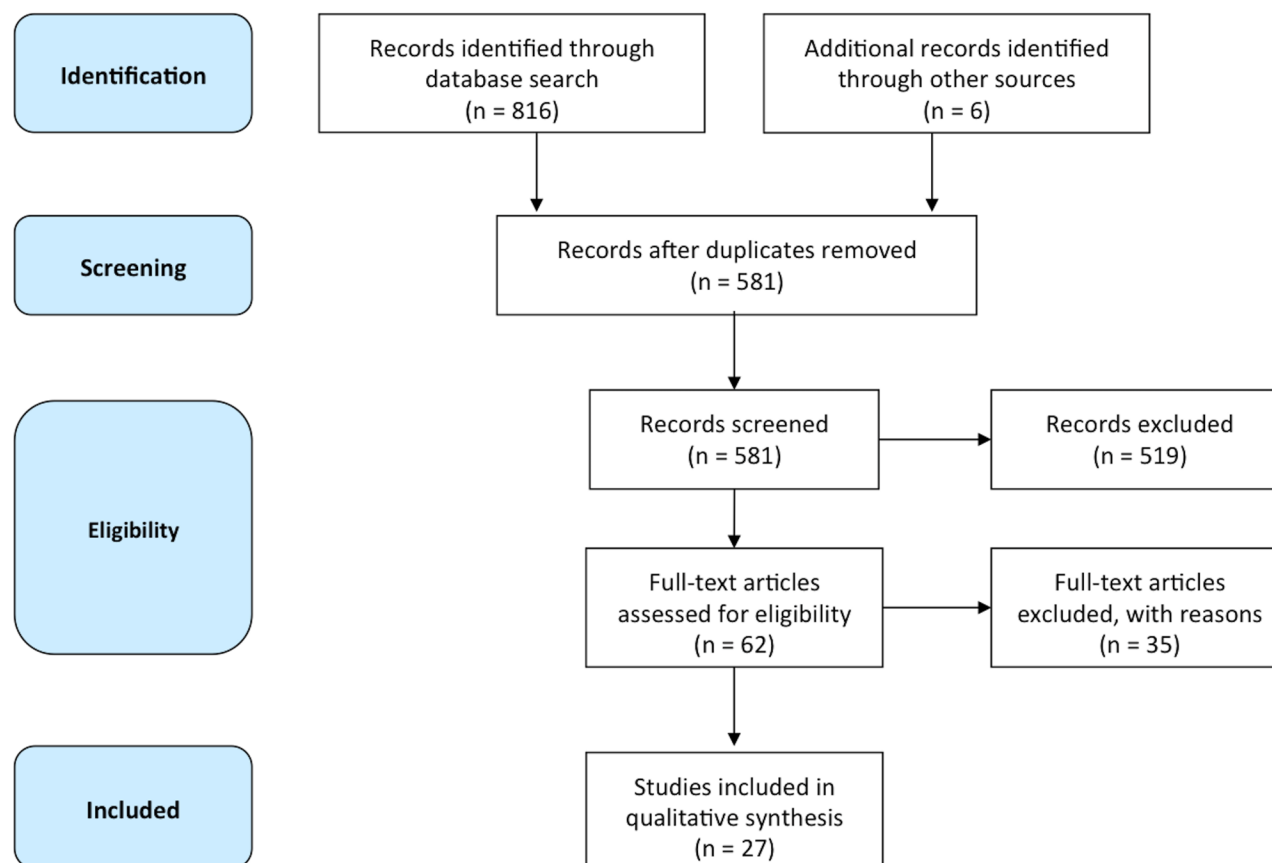 Identification
Records identified through
database search
(n = 816)
Additional records identified
through other sources
(n = 6)
Screening
Records after duplicates removed
(n = 581)
Eligibility
Records screened
(n = 581)
Records excluded
(n = 519)
Full-text articles
assessed for eligibility
(n = 62)
Full-text articles
excluded, with reasons
(n = 35)
Included
Studies included in
qualitative synthesis
(n = 27)